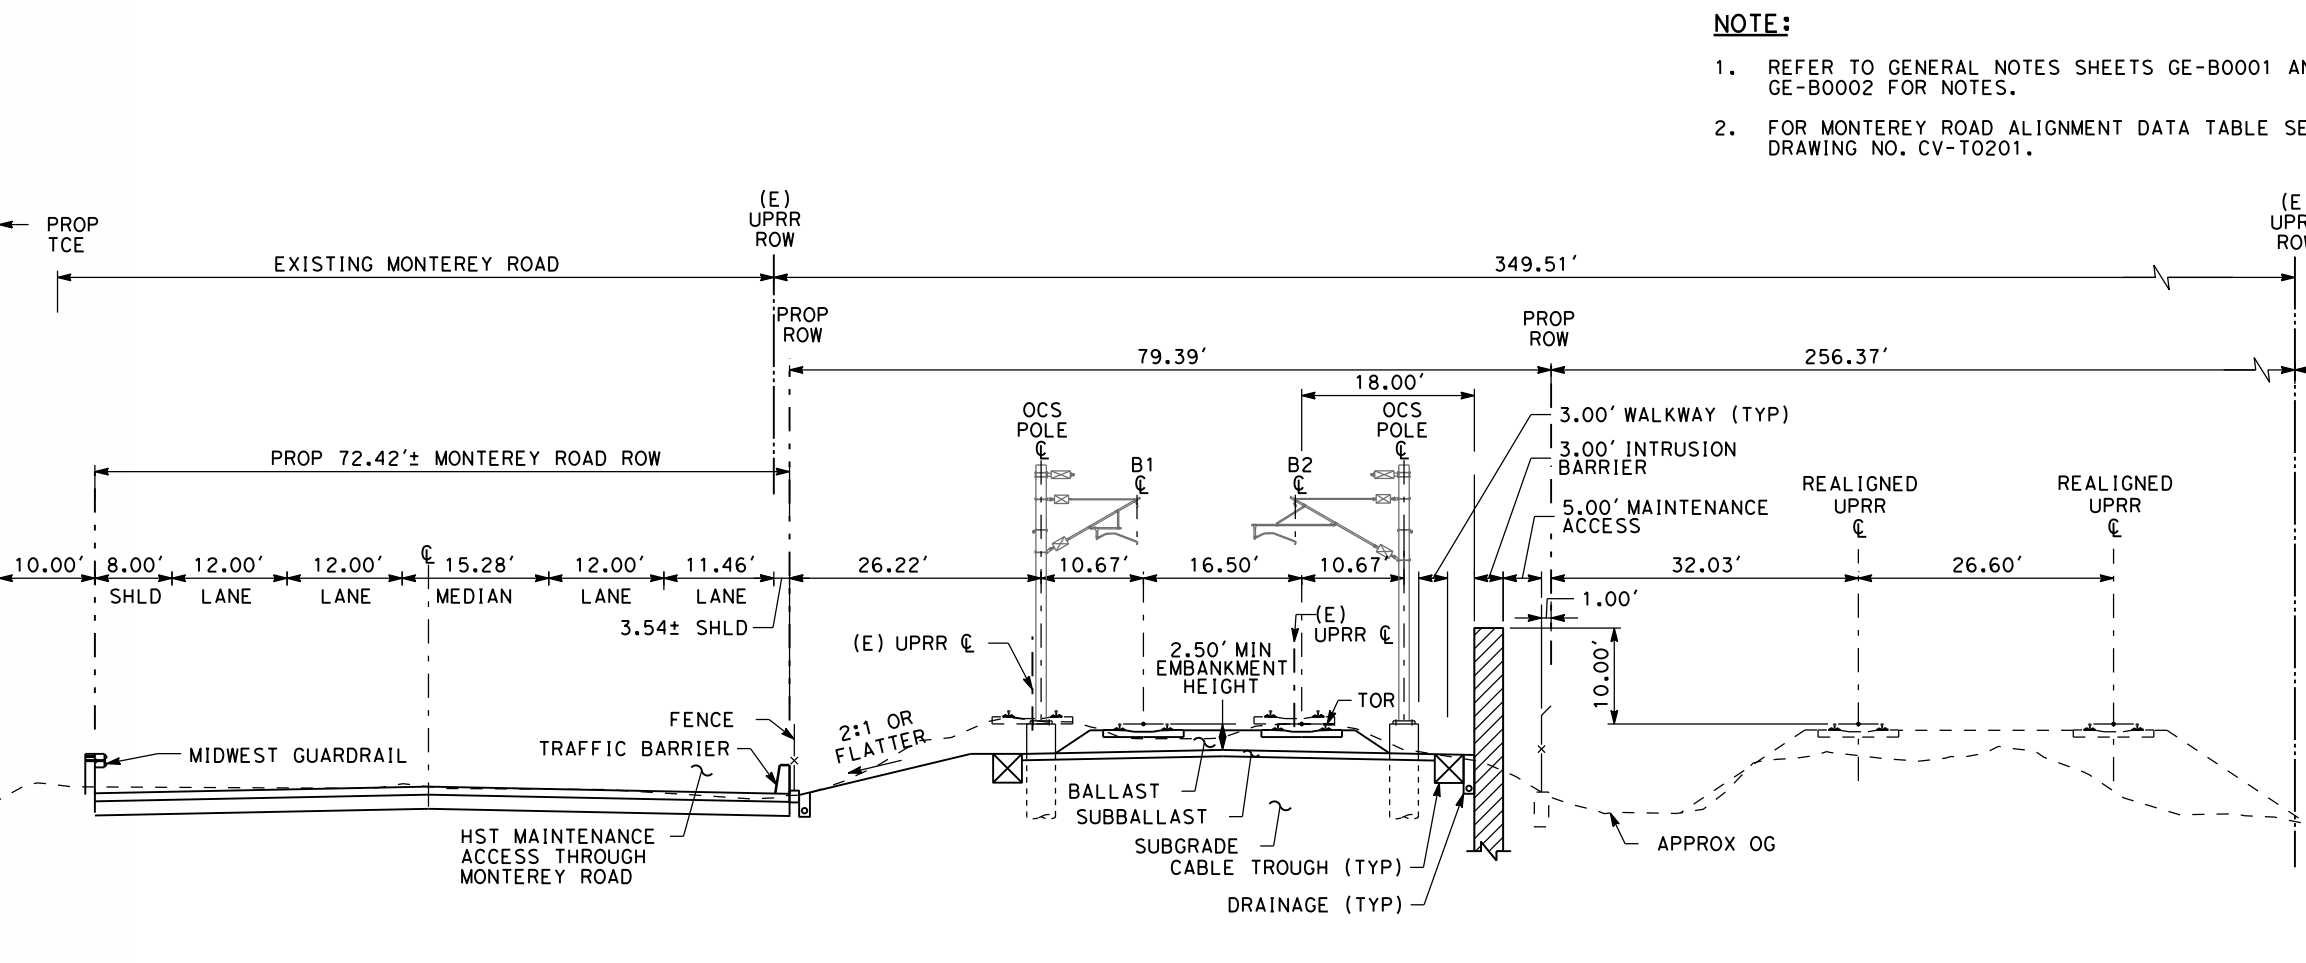 NOTE:
1. REFER TO GENERAL NOTES SHEETS GE-B0001 AN
GE-B0002 FOR NOTES.
2. FOR MONTEREY ROAD ALIGNMENT DATA TABLE SE
DRAWING NO. CV-T0201.
PROP
TCE
(E)
UPRR
ROW
(E
UPR
ROW
EXISTING MONTEREY ROAD
349.51'
PROP
ROW
PROP
ROW
79.39'
256.37'
18.00'
OCS
POLE
℄
OCS
POLE
℄
3.00' WALKWAY (TYP)
3.00' INTRUSION
BARRIER
5.00' MAINTENANCE
ACCESS
PROP 72.42'± MONTEREY ROAD ROW
B1
℄
B2
℄
REALIGNED
UPRR
℄
REALIGNED
UPRR
℄
℄
10.00'
8.00'
12.00'
12.00'
15.28'
12.00'
11.46'
26.22'
10.67'
16.50'
10.67'
32.03'
26.60'
SHLD
LANE
LANE
MEDIAN
LANE
LANE
3.54± SHLD
1.00'
(E) UPRR ℄
(E)
UPRR ℄
2.50' MIN
EMBANKMENT
HEIGHT
10.00'
TOR
FENCE
2:1 OR
FLATTER
TRAFFIC BARRIER
MIDWEST GUARDRAIL
BALLAST
SUBBALLAST
SUBGRADE
CABLE TROUGH (TYP)
DRAINAGE (TYP)
APPROX OG
HST MAINTENANCE
ACCESS THROUGH
MONTEREY ROAD